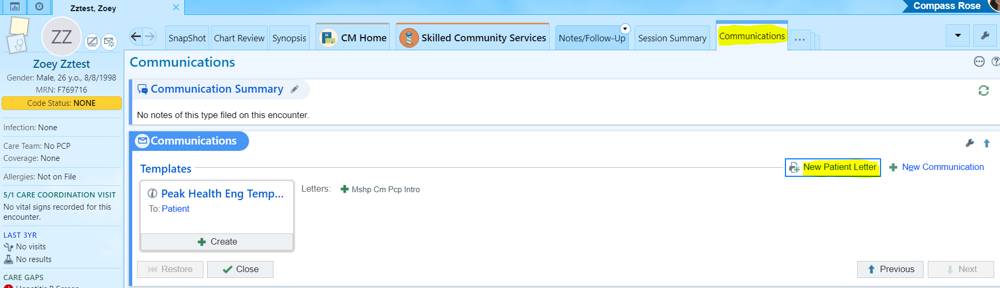 Zztest, Zoey
Compass Rose
ZZ
SnapShot
Chart Review
Synopsis
CM Home
Skilled Community Services
Notes/Follow-Up
Session Summary
Communications
Zoey Zztest
Gender: Male, 26 y.o., 8/8/1998
MRN: F769716
Code Status: NONE
Infection: None
Care Team: No PCP
Coverage: None
Allergies: Not on File
5/1 CARE COORDINATION VISIT
No vital signs recorded for this
encounter.
LAST 3YR
No visits
No results
CARE GAPS
Hepatitis B Screen
Communications
Communication Summary
No notes of this type filed on this encounter.
Communications
Templates
New Patient Letter
New Communication
Peak Health Eng Temp...
To: Patient
Create
Letters:
Mshp Cm Pcp Intro
Restore
Close
Previous
Next